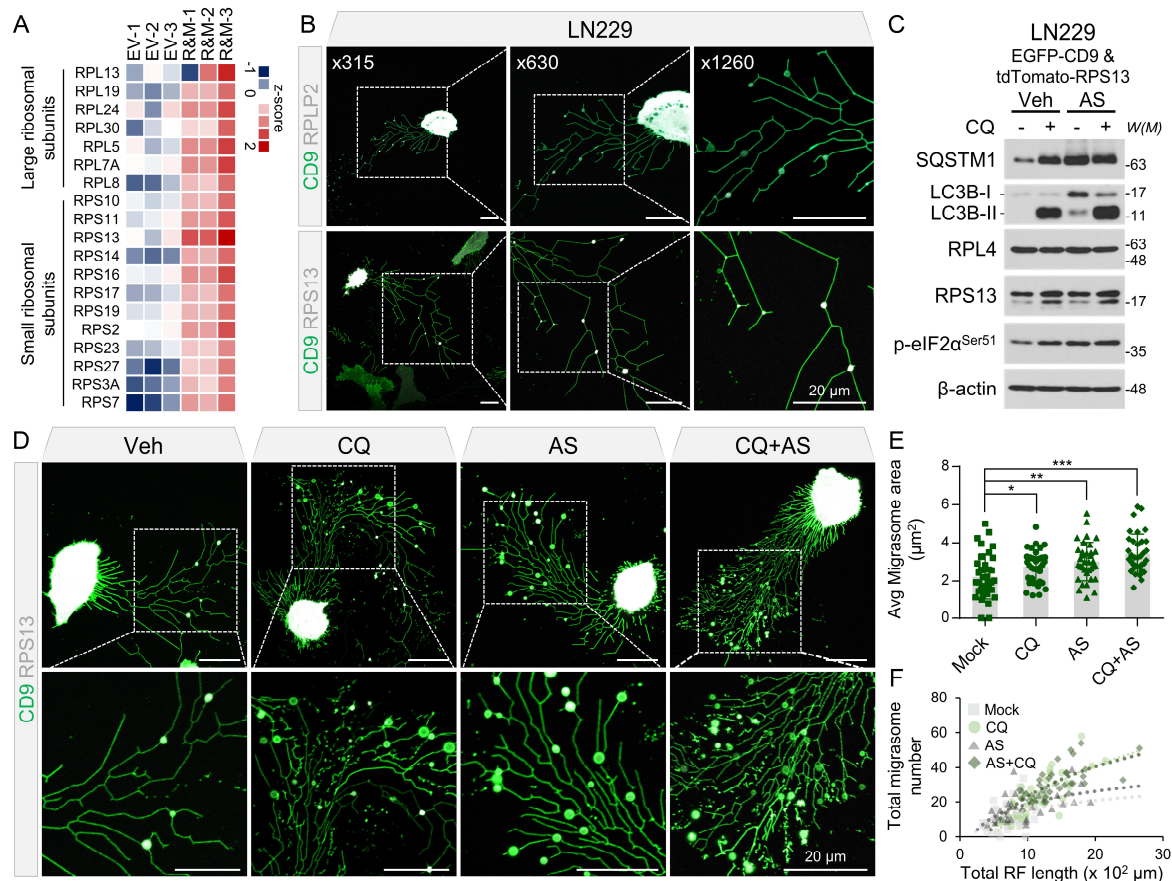 A
EV-1
EV-2
EV-3
R&M-1
R&M-2
R&M-3
Large ribosomal
subunits
RPL13
RPL19
RPL24
RPL30
RPL5
RPL7A
RPL8
Small ribosomal
subunits
RPS10
RPS11
RPS13
RPS14
RPS16
RPS17
RPS19
RPS2
RPS23
RPS27
RPS3A
RPS7
-1
0
2
z-score
B
LN229
CD9 RPLP2
x315
x630
x1260
CD9 RPS13
20 µm
C
LN229
EGFP-CD9 &
tdTomato-RPS13
Veh AS
CQ - + - + W(M)
SQSTM1 -63
LC3B-I -17
LC3B-II -11
RPL4 -63
-48
RPS13 -17
p-eIF2α^Ser51 -35
β-actin -48
D
Veh
CQ
AS
CQ+AS
CD9 RPS13
20 µm
E
Avg Migrasome area
(µm²)
8
6
4
2
0
*
**
***
Mock
CQ
AS
CQ+AS
F
Total migrasome
number
80
60
40
20
0
Mock
CQ
AS
AS+CQ
0 10 20 30
Total RF length (x 10² µm)